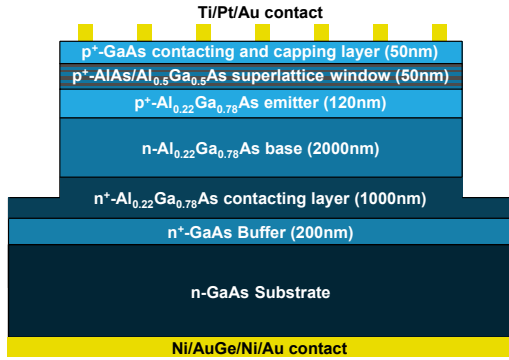 Ti/Pt/Au contact
p⁺-GaAs contacting and capping layer (50nm)
p⁺-AlAs/Al₀.₅Ga₀.₅As superlattice window (50nm)
p⁺-Al₀.₂₂Ga₀.₇₈As emitter (120nm)
n-Al₀.₂₂Ga₀.₇₈As base (2000nm)
n⁺-Al₀.₂₂Ga₀.₇₈As contacting layer (1000nm)
n⁺-GaAs Buffer (200nm)
n-GaAs Substrate
Ni/AuGe/Ni/Au contact